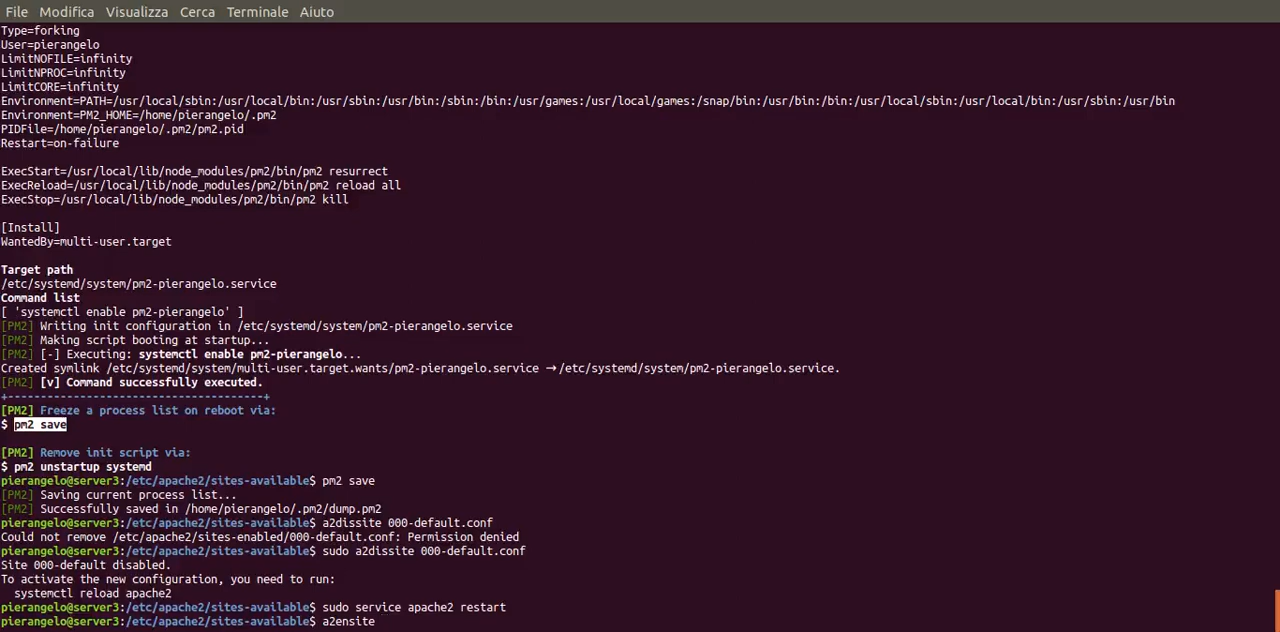 File Modifica Visualizza Cerca Terminale Aiuto
Type=forking
User=pierangelo
LimitNOFILE=infinity
LimitNPROC=infinity
LimitCORE=infinity
Environment=PATH=/usr/local/sbin:/usr/local/bin:/usr/sbin:/usr/bin:/sbin:/bin:/usr/games:/usr/local/games:/snap/bin:/usr/bin:/bin:/usr/local/sbin:/usr/local/bin:/usr/sbin:/usr/bin
Environment=PM2_HOME=/home/pierangelo/.pm2
PIDFile=/home/pierangelo/.pm2/pm2.pid
Restart=on-failure
ExecStart=/usr/local/lib/node_modules/pm2/bin/pm2 resurrect
ExecReload=/usr/local/lib/node_modules/pm2/bin/pm2 reload all
ExecStop=/usr/local/lib/node_modules/pm2/bin/pm2 kill
[Install]
WantedBy=multi-user.target
Target path
/etc/systemd/system/pm2-pierangelo.service
Command list
[ 'systemctl enable pm2-pierangelo' ]
[PM2] Writing init configuration in /etc/systemd/system/pm2-pierangelo.service
[PM2] Making script booting at startup...
[PM2] [-] Executing: systemctl enable pm2-pierangelo...
Created symlink /etc/systemd/system/multi-user.target.wants/pm2-pierangelo.service → /etc/systemd/system/pm2-pierangelo.service.
[PM2] [v] Command successfully executed.
+---------------------------------------+
[PM2] Freeze a process list on reboot via:
$ pm2 save
[PM2] Remove init script via:
$ pm2 unstartup systemd
pierangelo@server3:/etc/apache2/sites-available$ pm2 save
[PM2] Saving current process list...
[PM2] Successfully saved in /home/pierangelo/.pm2/dump.pm2
pierangelo@server3:/etc/apache2/sites-available$ a2dissite 000-default.conf
Could not remove /etc/apache2/sites-enabled/000-default.conf: Permission denied
pierangelo@server3:/etc/apache2/sites-available$ sudo a2dissite 000-default.conf
Site 000-default disabled.
To activate the new configuration, you need to run:
systemctl reload apache2
pierangelo@server3:/etc/apache2/sites-available$ sudo service apache2 restart
pierangelo@server3:/etc/apache2/sites-available$ a2ensite